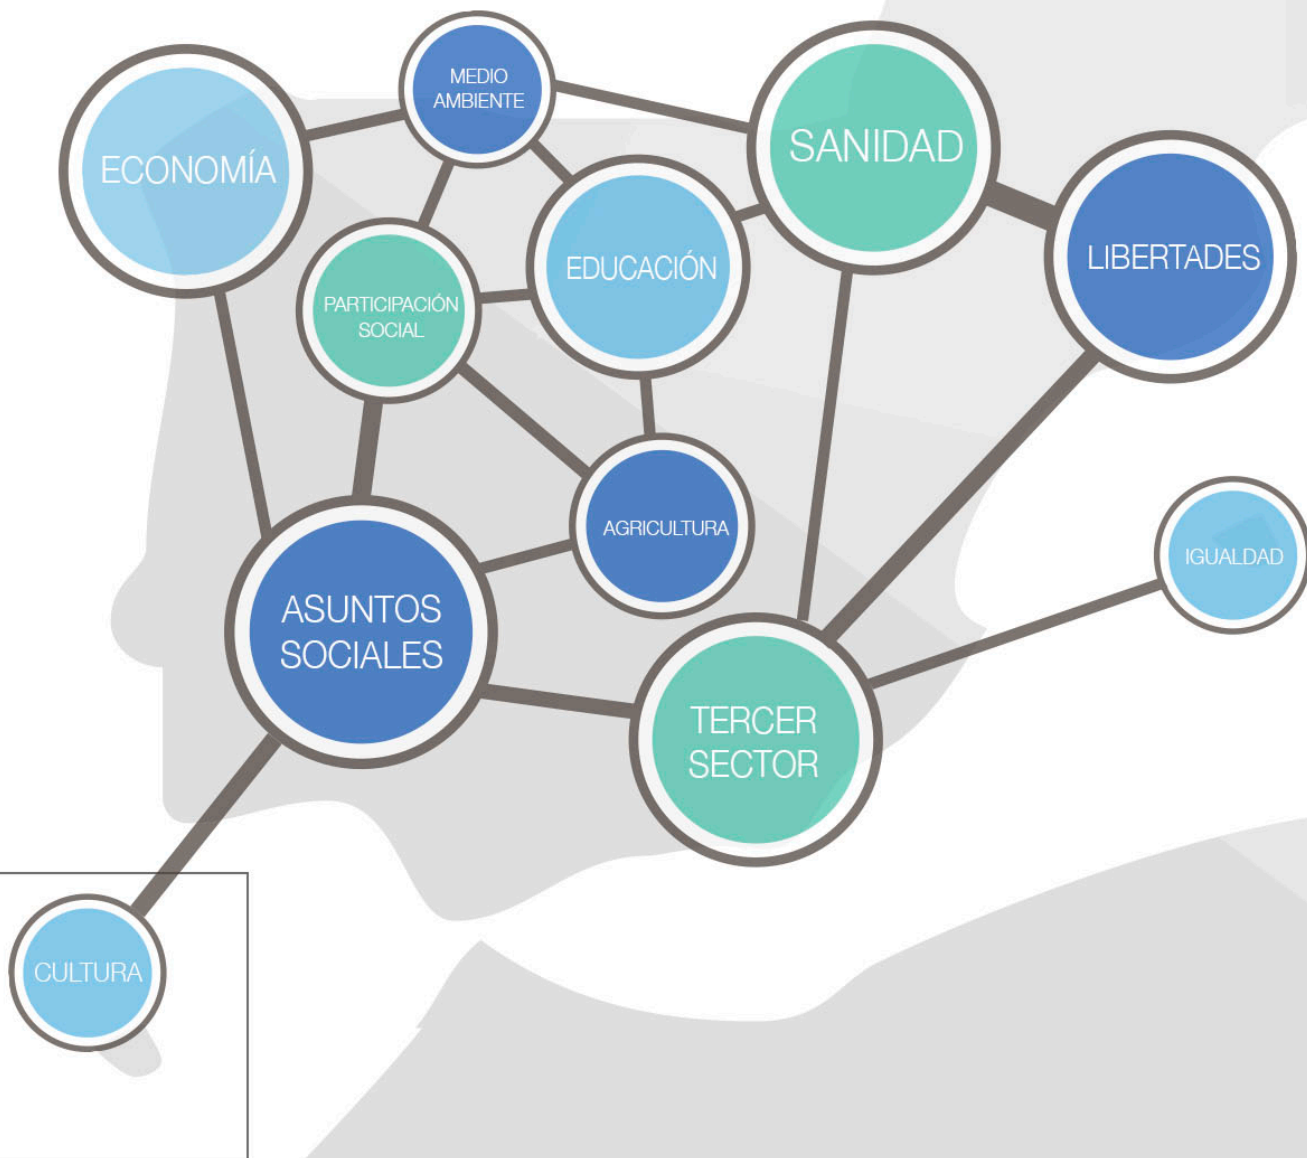 MEDIO
AMBIENTE
SANIDAD
ECONOMÍA
LIBERTADES
EDUCACIÓN
PARTICIPACIÓN
SOCIAL
AGRICULTURA
IGUALDAD
ASUNTOS
SOCIALES
TERCER
SECTOR
CULTURA